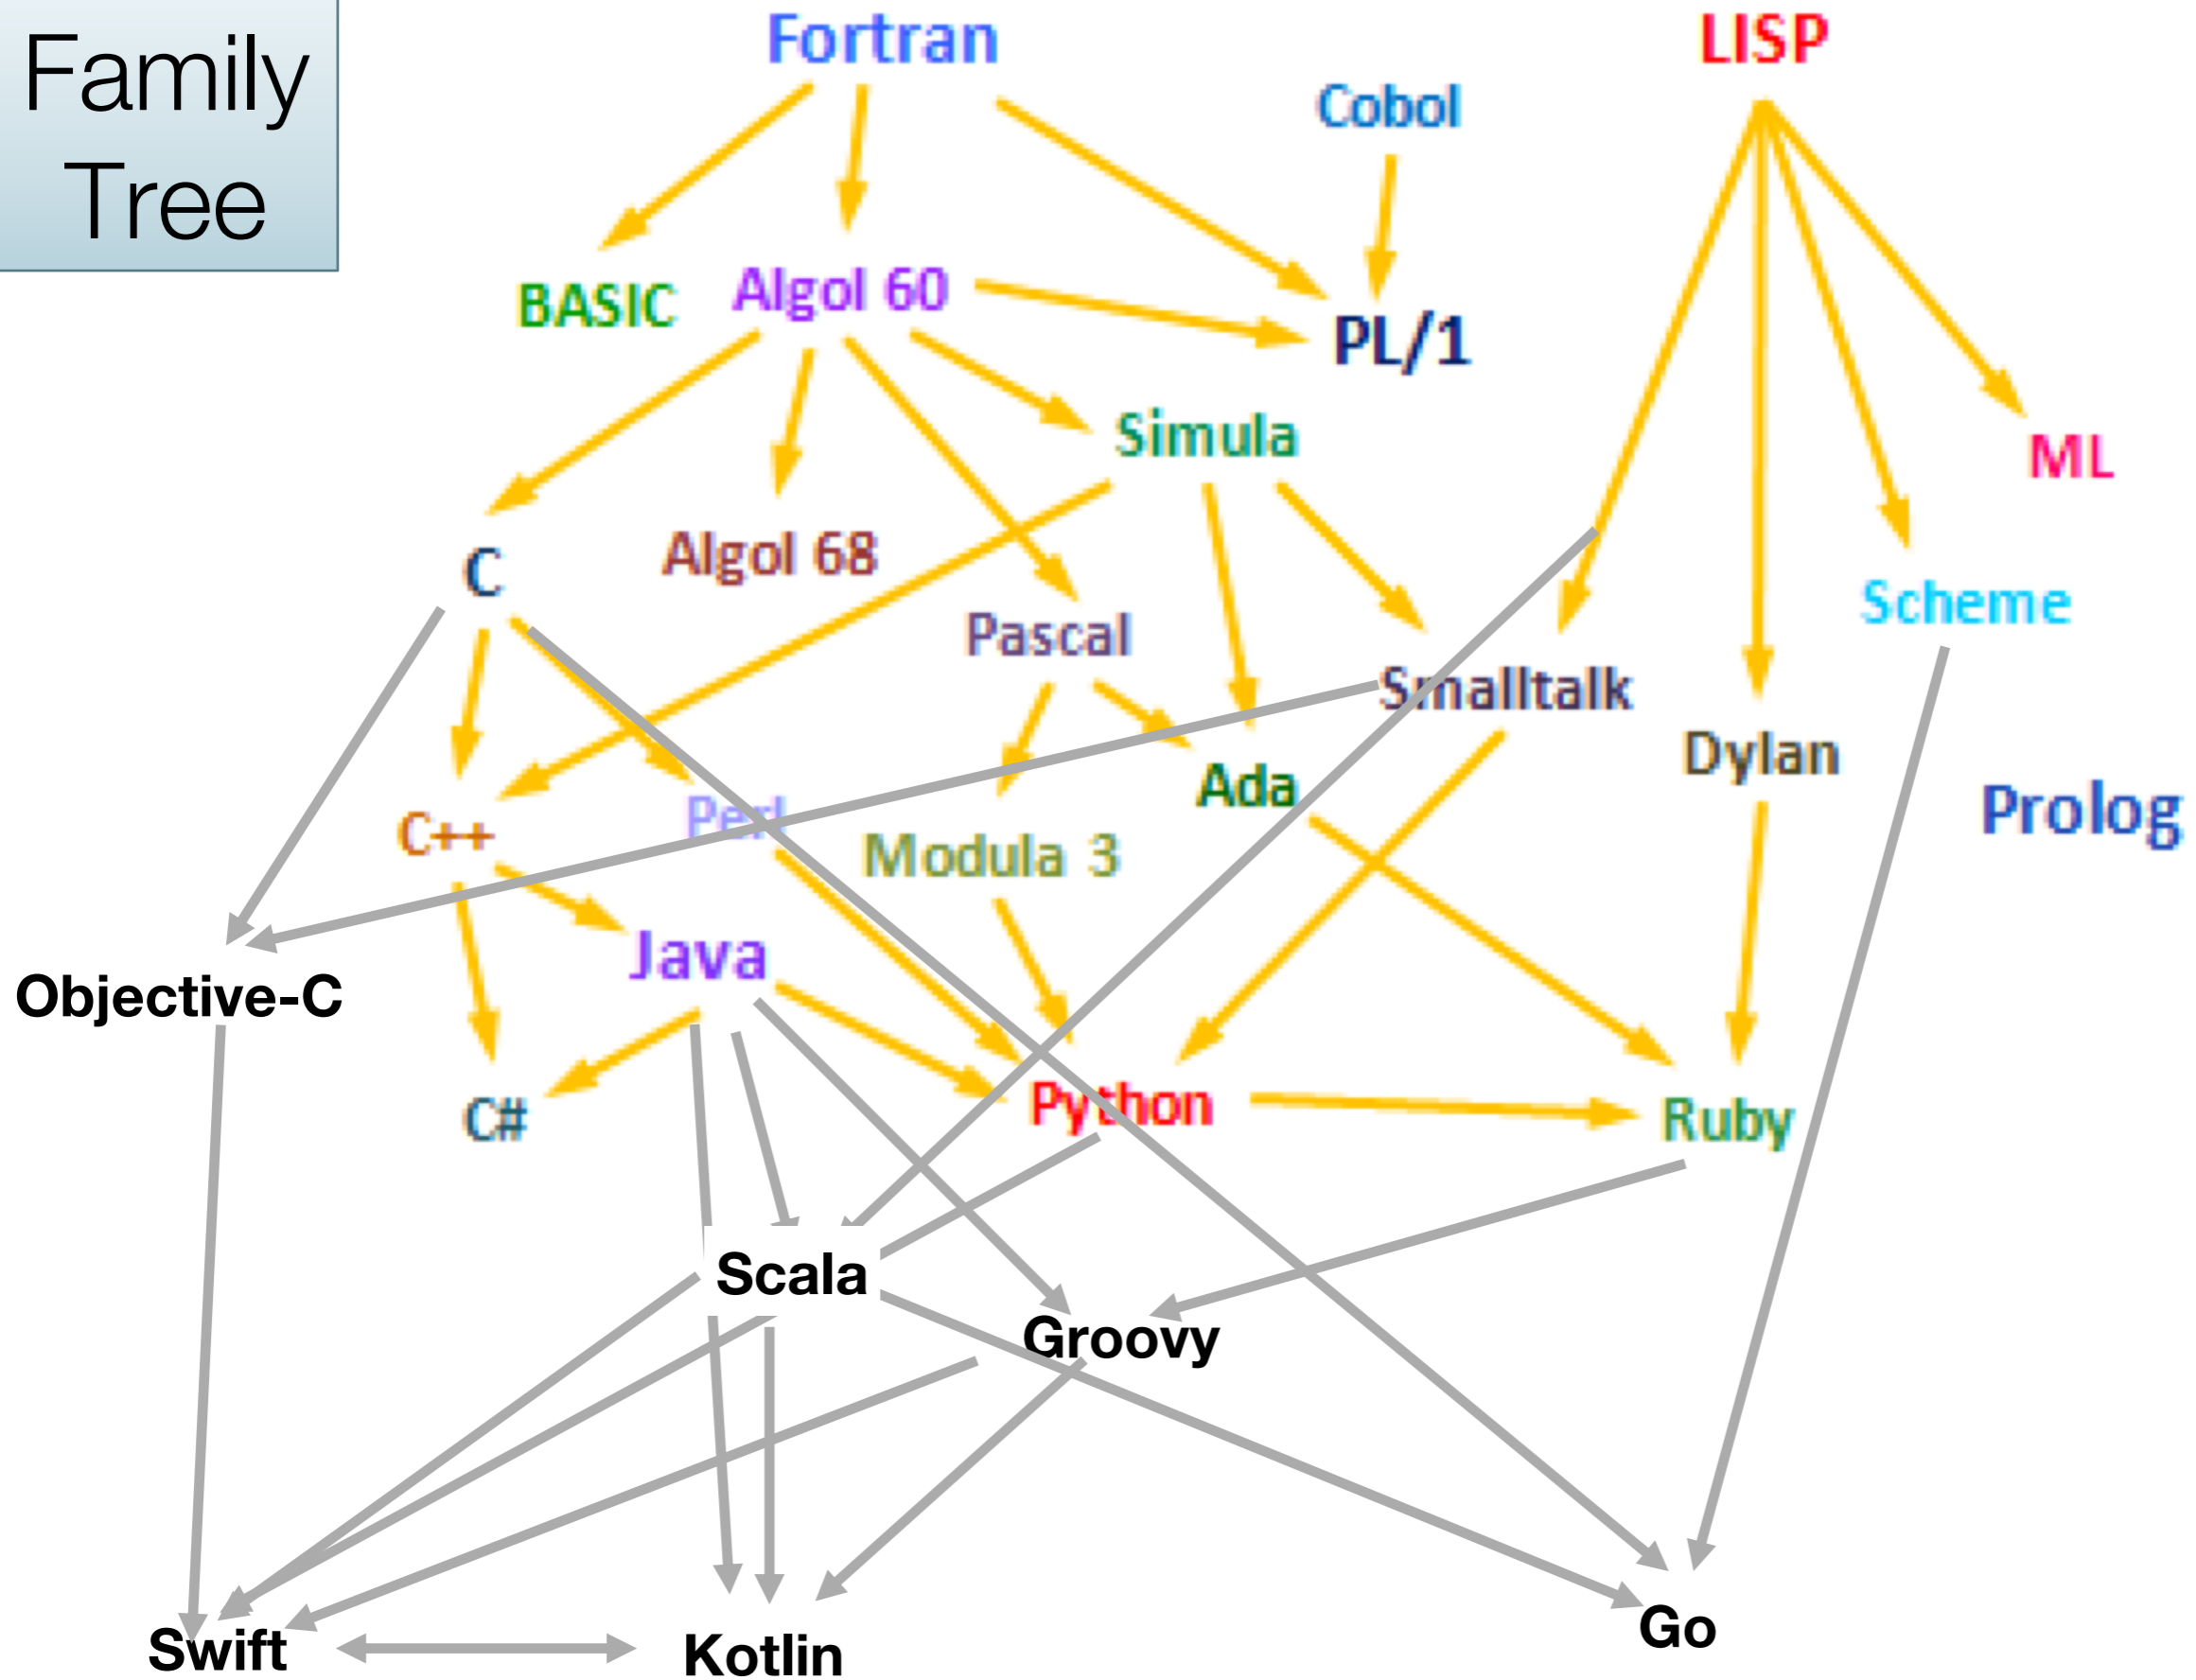 Family
Tree
Fortran
LISP
Cobol
BASIC
Algol 60
PL/1
Simula
ML
C
Algol 68
Scheme
Pascal
Smalltalk
Dylan
Ada
Prolog
C++
Perl
Modula 3
Java
Objective-C
C#
Python
Ruby
Scala
Groovy
Go
Swift
Kotlin